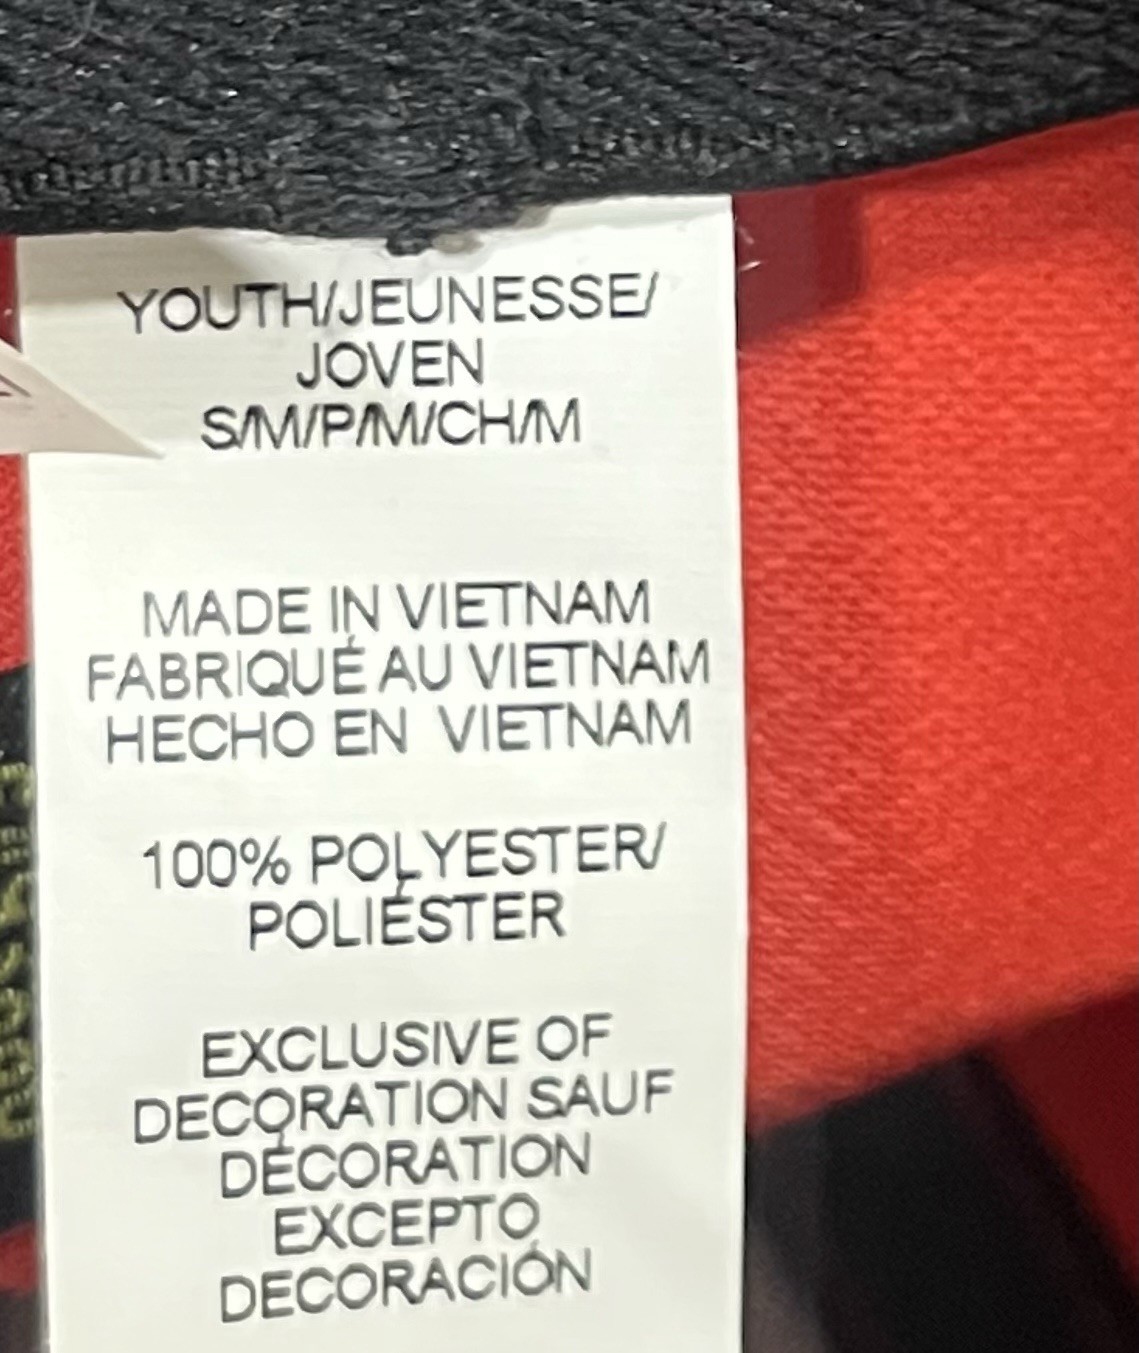 YOUTH/JEUNESSE/
JOVEN
S/M/P/M/CH/M
MADE IN VIETNAM
FABRIQUÉ AU VIETNAM
HECHO EN VIETNAM
100% POLYESTER/
POLIÉSTER
EXCLUSIVE OF
DECORATION SAUF
DÉCORATION
EXCEPTO
DECORACIÓN